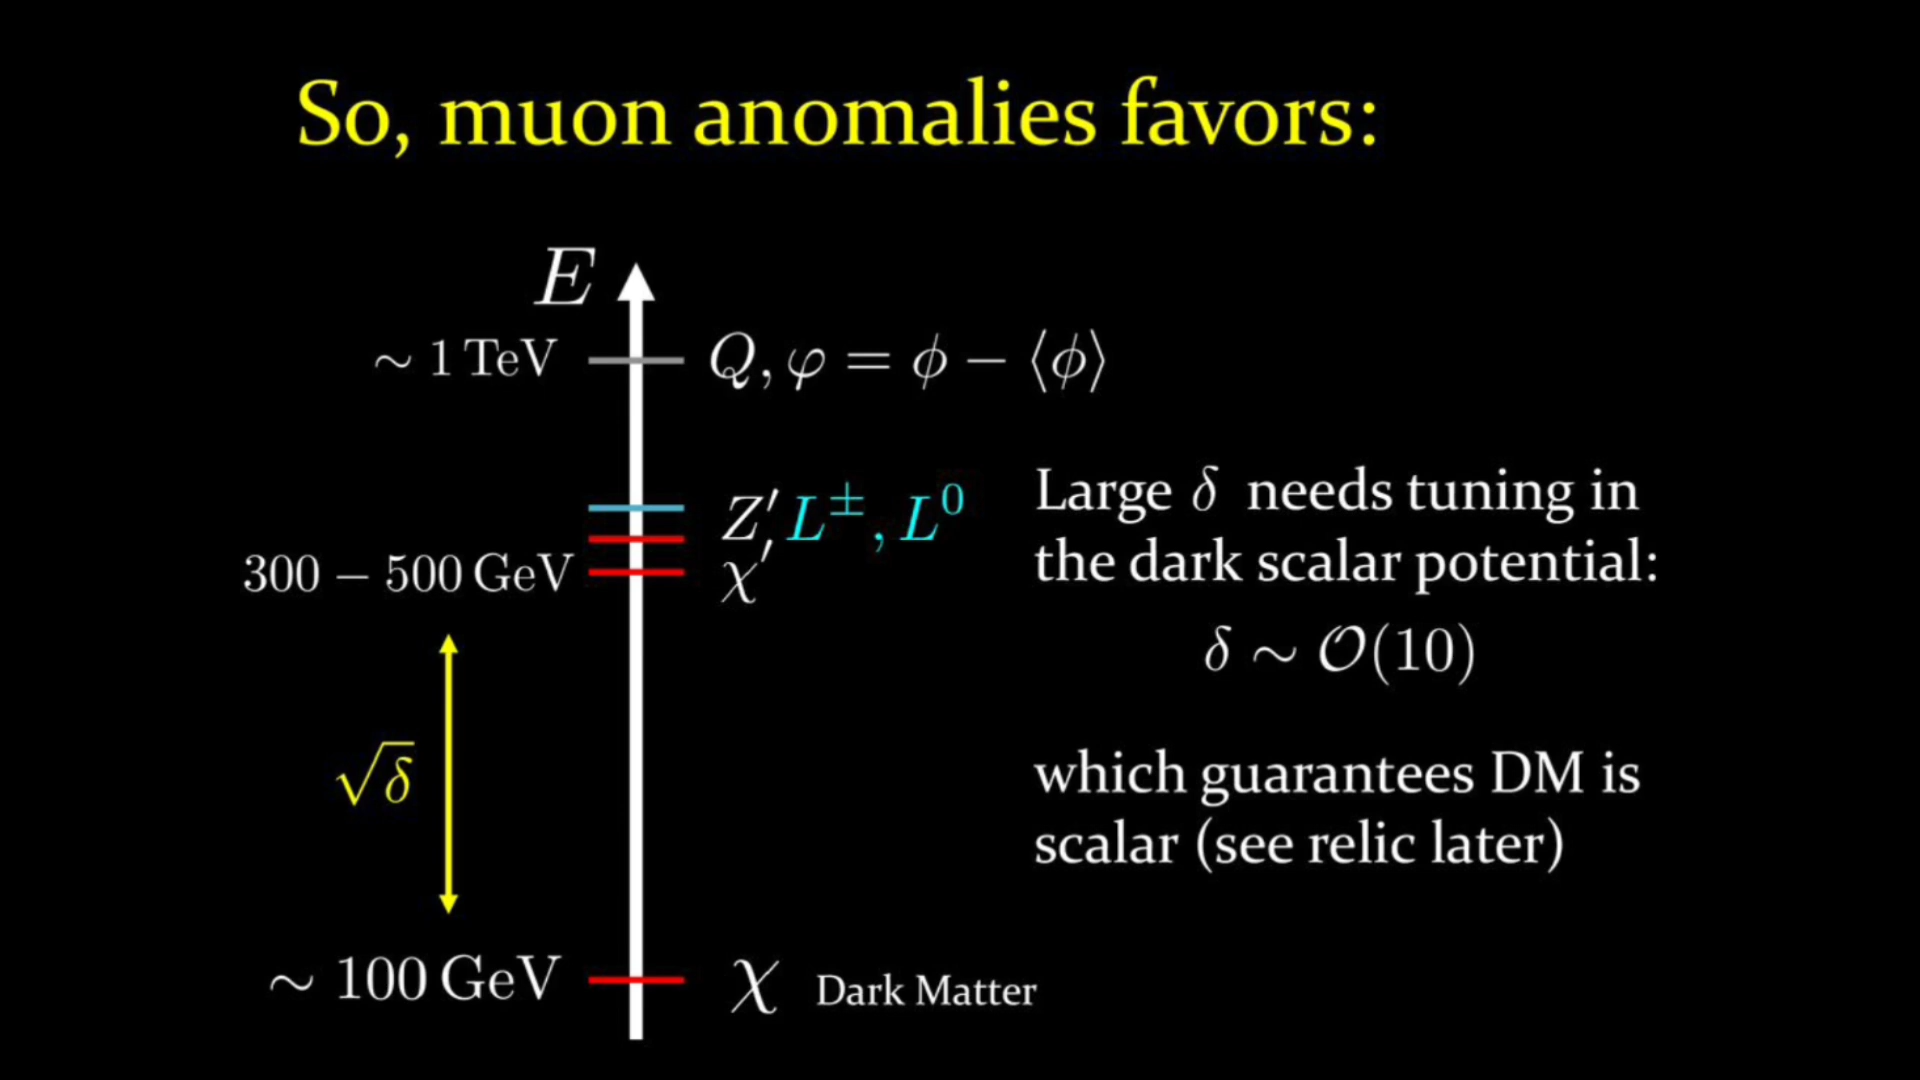 So, muon anomalies favors:
E
∼ 1 TeV
Q, φ = ϕ − ⟨ϕ⟩
Z′ L±, L0
300 − 500 GeV
χ′
Large δ needs tuning in
the dark scalar potential:
δ ∼ O(10)
√δ
which guarantees DM is
scalar (see relic later)
∼ 100 GeV
χ Dark Matter